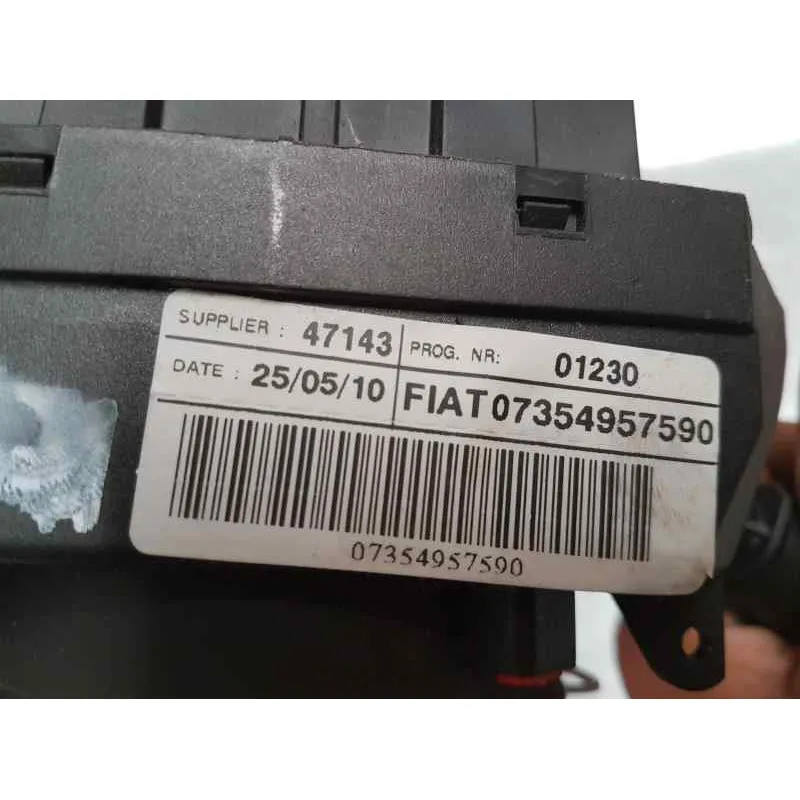 SUPPLIER : 47143 PROG. NR: 01230
DATE : 25/05/10 FIAT07354957590
07354957590